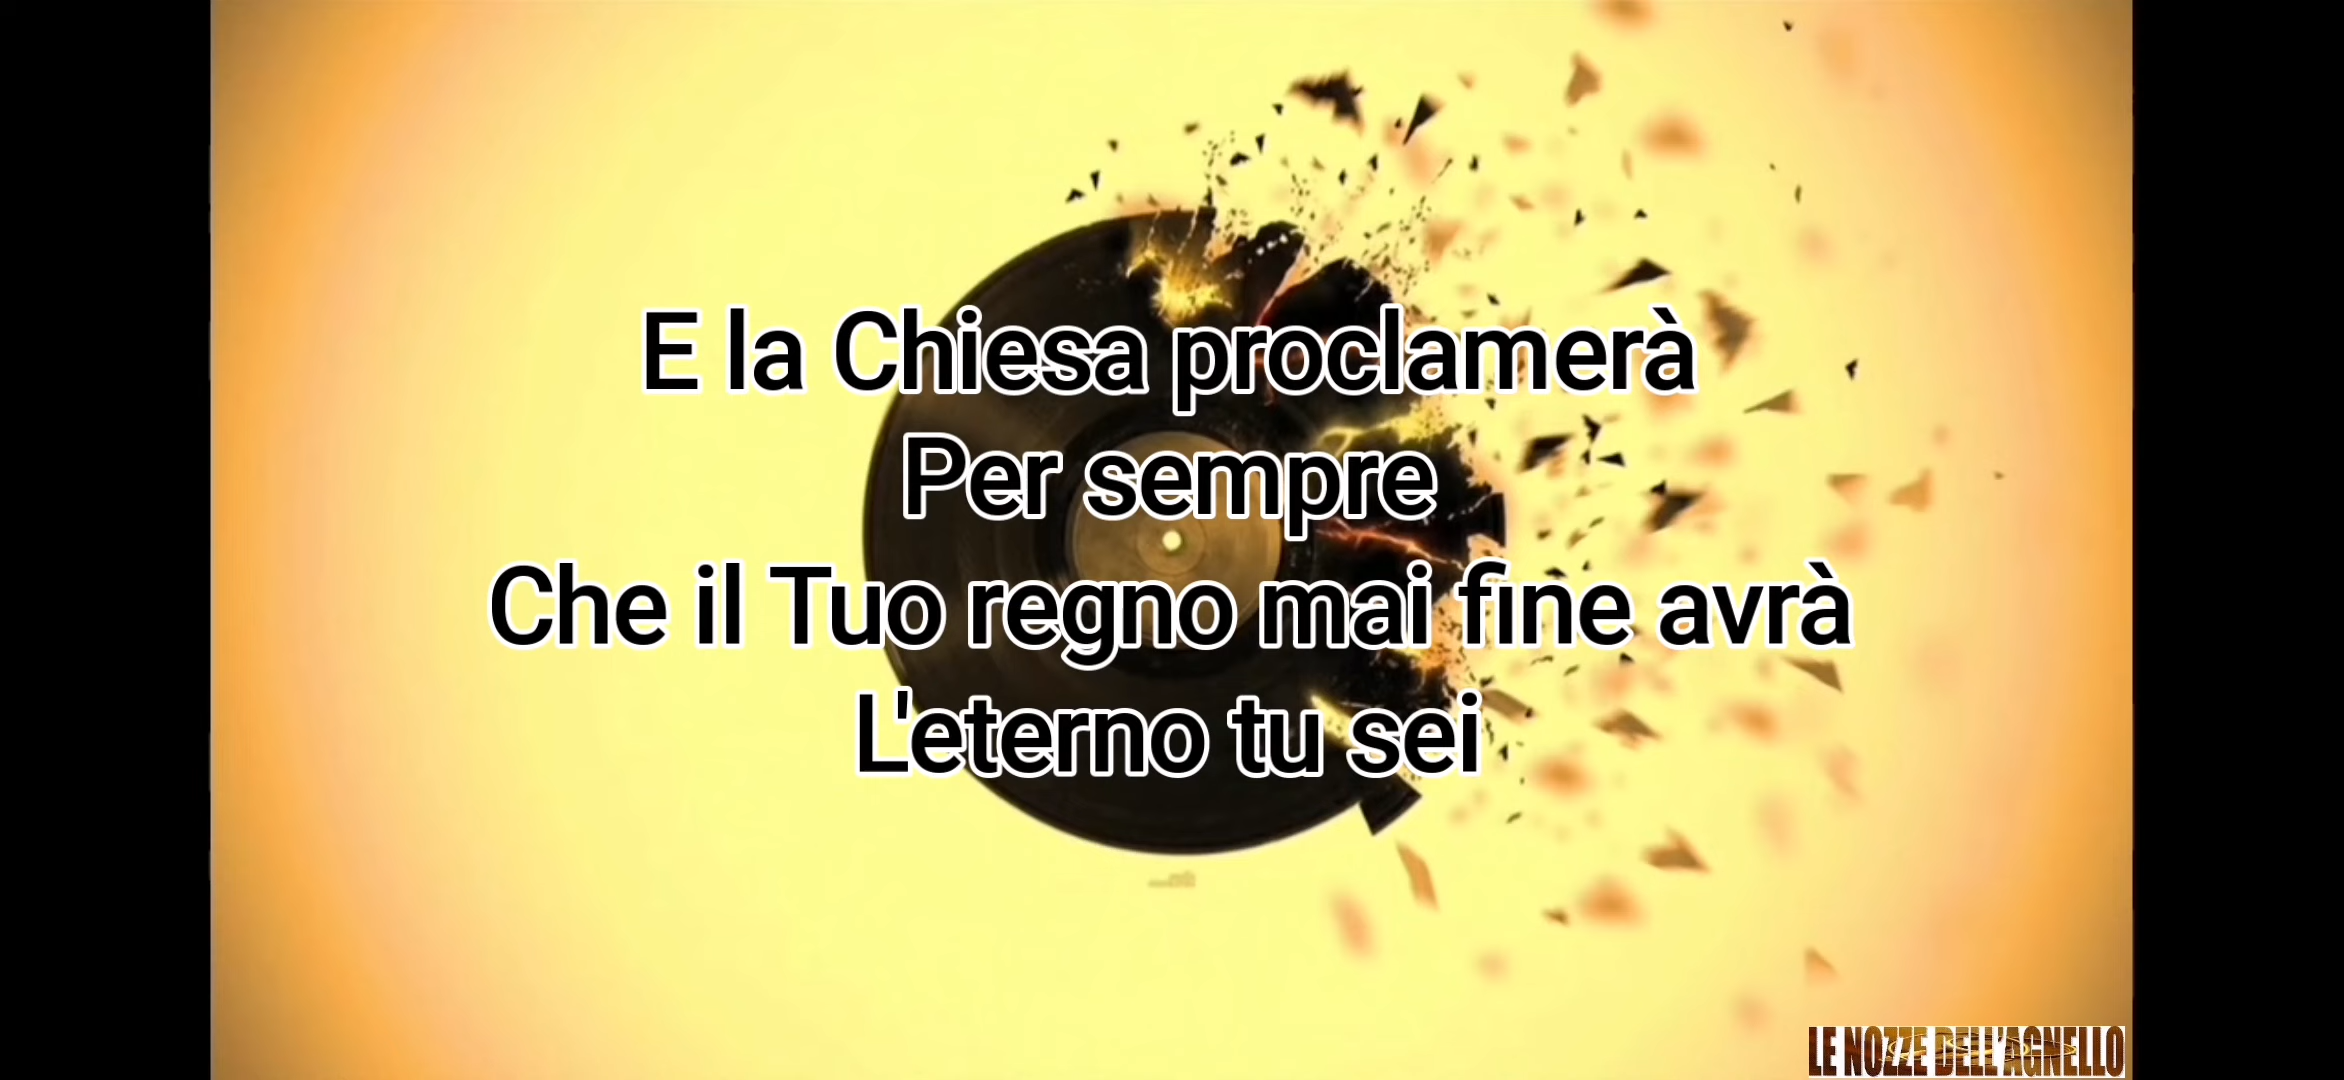 E la Chiesa proclamerà
Per sempre
Che il Tuo regno mai fine avrà
L'eterno tu sei
LE NOZZE DELL'AGNELLO